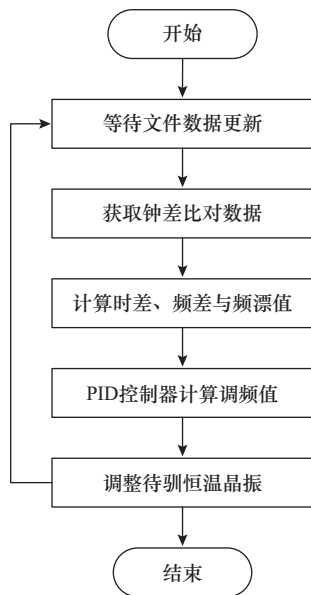 开始
等待文件数据更新
获取钟差比对数据
计算时差、频差与频漂值
PID控制器计算调频值
调整待驯恒温晶振
结束